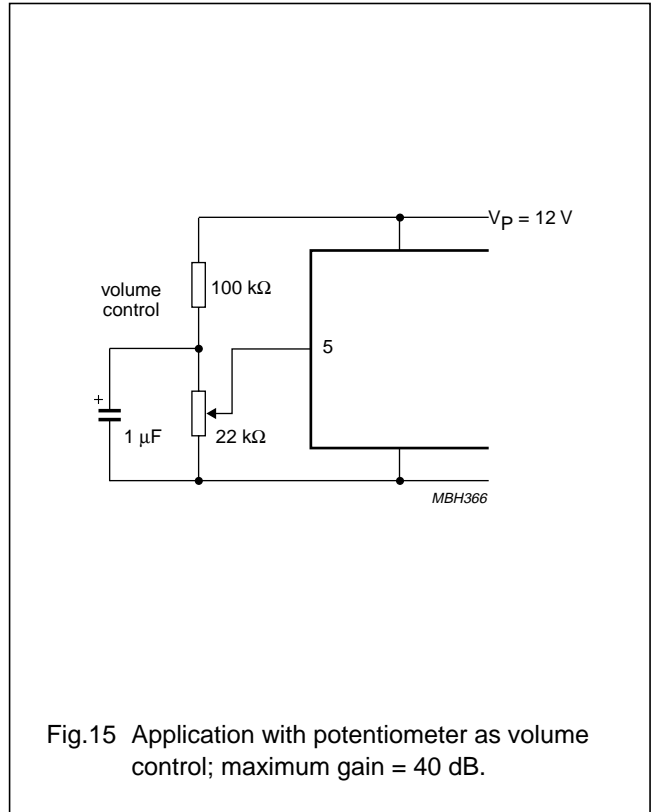 V_P = 12 V
100 kΩ
volume
control
5
+
1 μF
22 kΩ
MBH366
Fig.15 Application with potentiometer as volume
control; maximum gain = 40 dB.